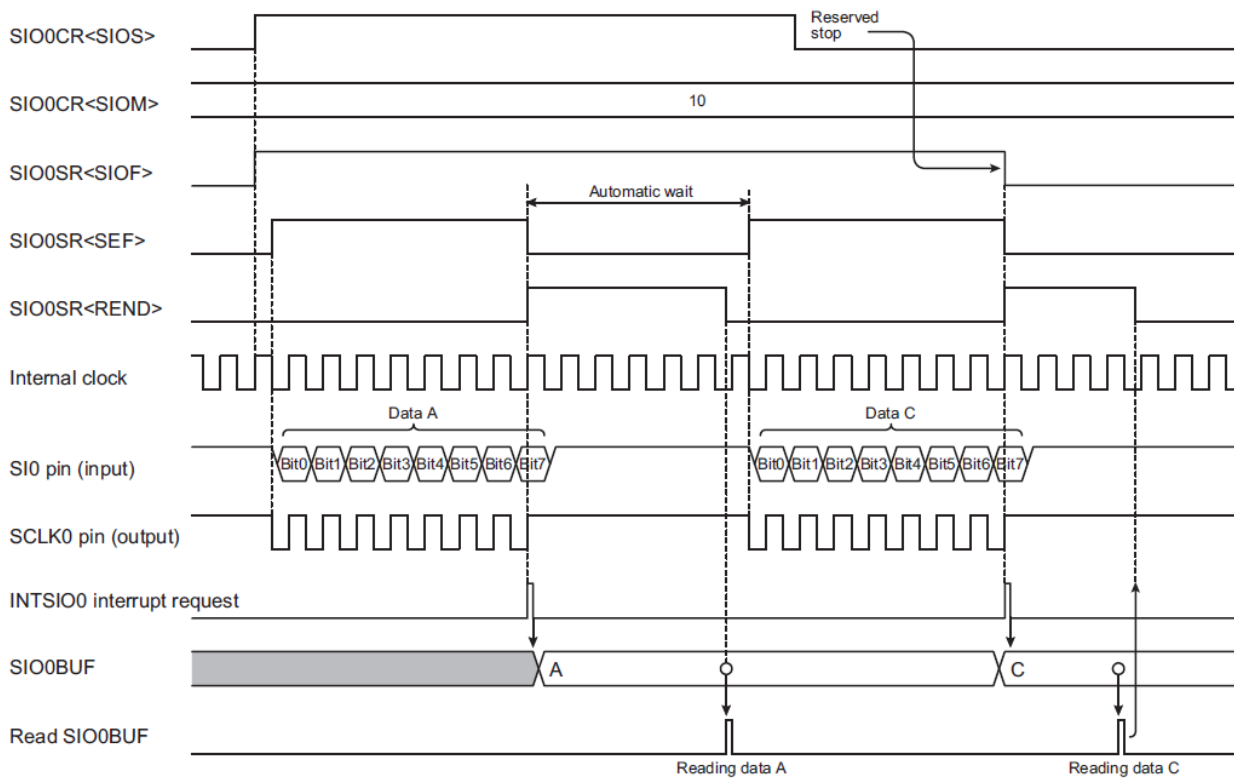 SIO0CR<SIOS>
Reserved
stop
SIO0CR<SIOM>
10
SIO0SR<SIOF>
Automatic wait
SIO0SR<SEF>
SIO0SR<REND>
Internal clock
Data A
Data C
SI0 pin (input)
Bit0 Bit1 Bit2 Bit3 Bit4 Bit5 Bit6 Bit7
Bit0 Bit1 Bit2 Bit3 Bit4 Bit5 Bit6 Bit7
SCLK0 pin (output)
INTSIO0 interrupt request
SIO0BUF
A
C
Read SIO0BUF
Reading data A
Reading data C